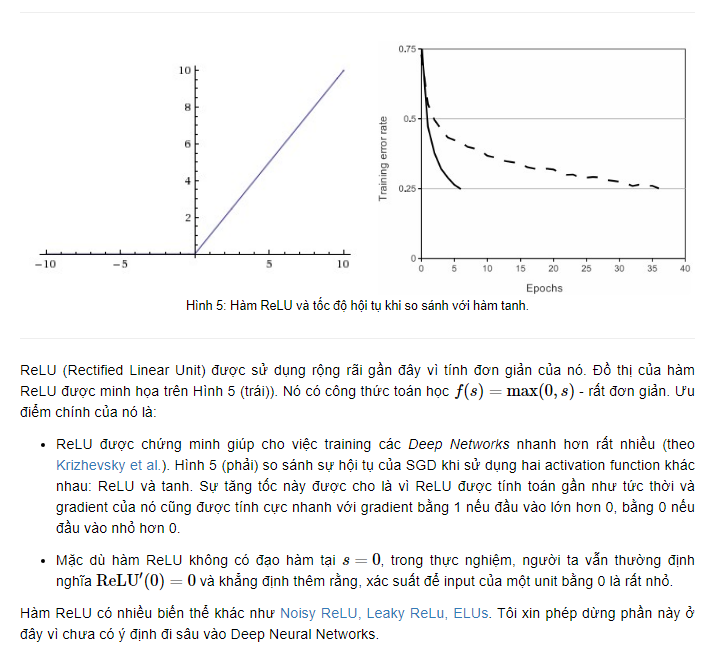 10
8
6
4
2
−10 −5 5 10
0.75
0.5
0.25
0
Training error rate
0 5 10 15 20 25 30 35 40
Epochs
Hình 5: Hàm ReLU và tốc độ hội tụ khi so sánh với hàm tanh.
ReLU (Rectified Linear Unit) được sử dụng rộng rãi gần đây vì tính đơn giản của nó. Đồ thị của hàm
ReLU được minh họa trên Hình 5 (trái)). Nó có công thức toán học f(s) = max(0, s) - rất đơn giản. Ưu
điểm chính của nó là:
• ReLU được chứng minh giúp cho việc training các Deep Networks nhanh hơn rất nhiều (theo
Krizhevsky et al.). Hình 5 (phải) so sánh sự hội tụ của SGD khi sử dụng hai activation function khác
nhau: ReLU và tanh. Sự tăng tốc này được cho là vì ReLU được tính toán gần như tức thời và
gradient của nó cũng được tính cực nhanh với gradient bằng 1 nếu đầu vào lớn hơn 0, bằng 0 nếu
đầu vào nhỏ hơn 0.
• Mặc dù hàm ReLU không có đạo hàm tại s = 0, trong thực nghiệm, người ta vẫn thường định
nghĩa ReLU′(0) = 0 và khẳng định thêm rằng, xác suất để input của một unit bằng 0 là rất nhỏ.
Hàm ReLU có nhiều biến thể khác như Noisy ReLU, Leaky ReLu, ELUs. Tôi xin phép dừng phần này ở
đây vì chưa có ý định đi sâu vào Deep Neural Networks.